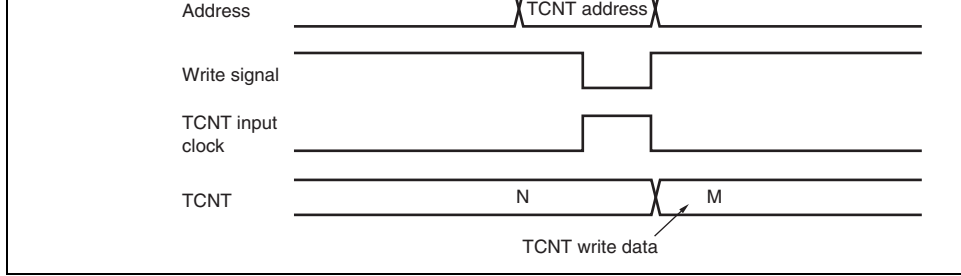 Address
TCNT address
Write signal
TCNT input
clock
TCNT
N
M
TCNT write data